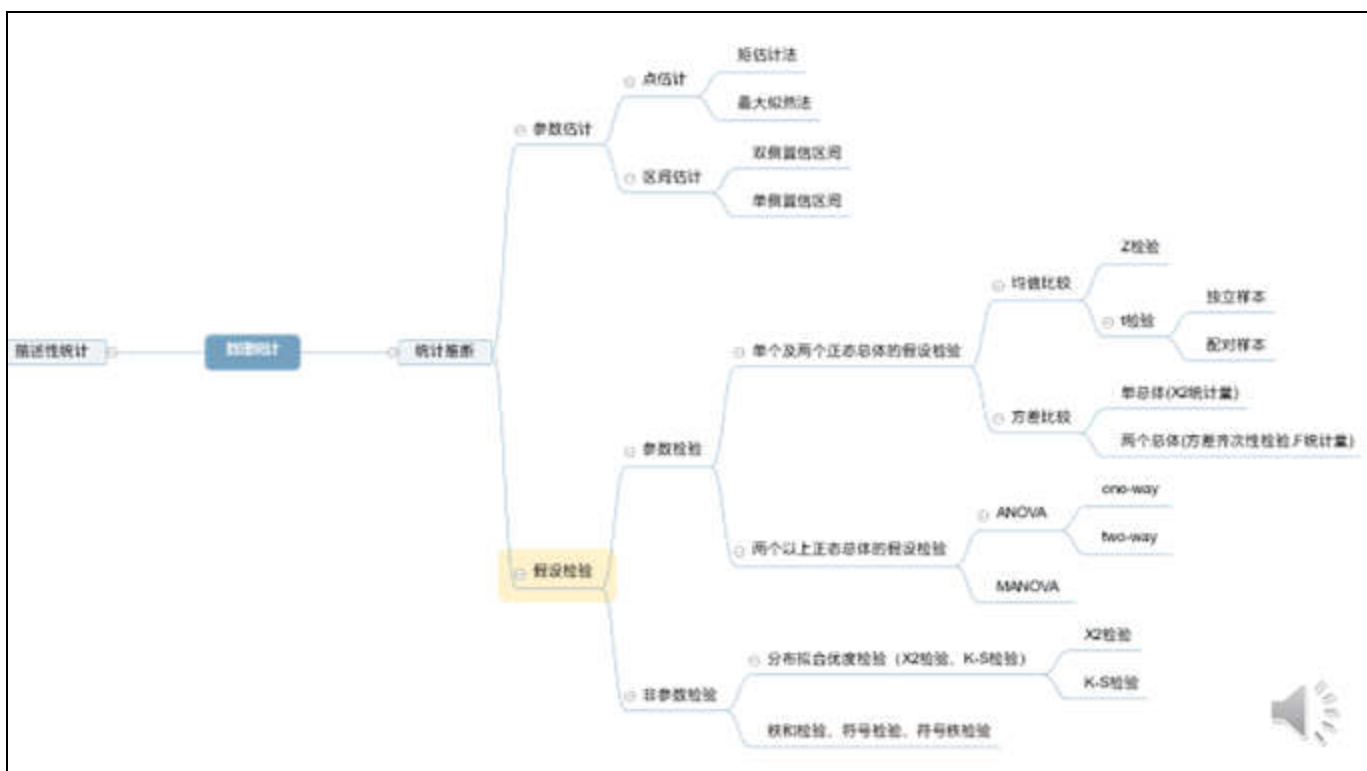 矩估计法
点估计
最大似然法
参数估计
双侧置信区间
区间估计
单侧置信区间
Z检验
均值比较
独立样本
t检验
描述性统计
数理统计
统计推断
单个及两个正态总体的假设检验
配对样本
单总体(X2统计量)
方差比较
参数检验
两个总体(方差齐次性检验,F统计量)
one-way
ANOVA
two-way
两个以上正态总体的假设检验
假设检验
MANOVA
X2检验
分布拟合优度检验（X2检验、K-S检验）
K-S检验
非参数检验
秩和检验、符号检验、符号秩检验